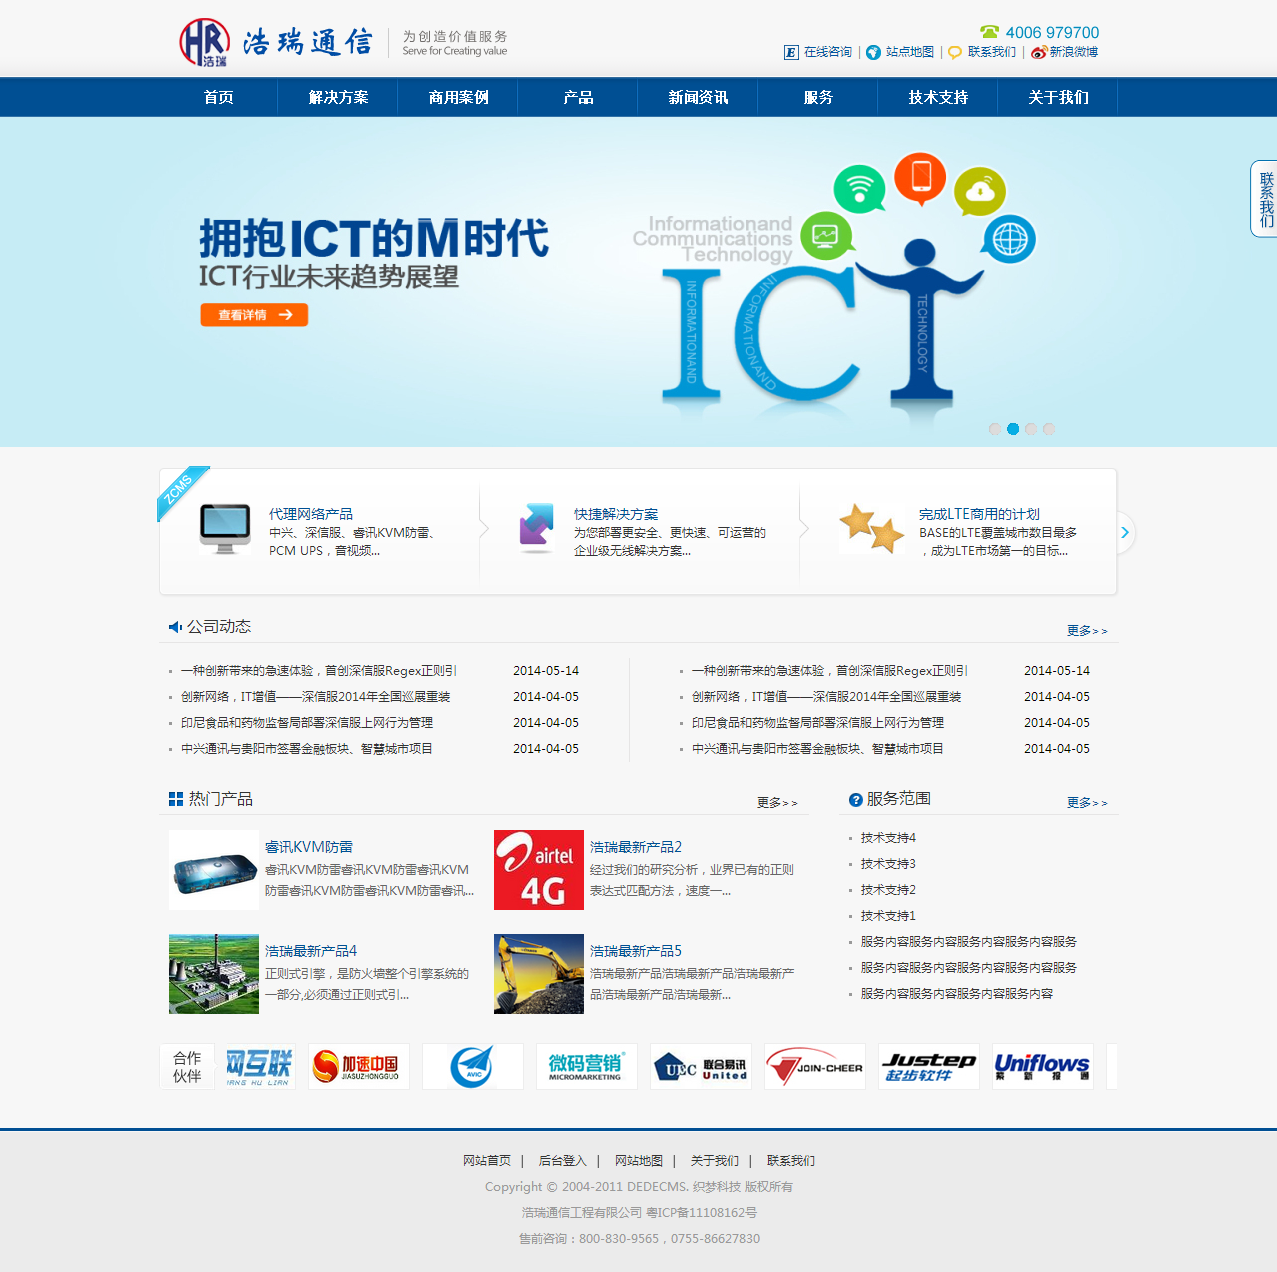 HR
浩瑞
浩瑞通信
为创造价值服务
Serve for Creating value
4006 979700
在线咨询 | 站点地图 | 联系我们 | 新浪微博
首页 解决方案 商用案例 产品 新闻资讯 服务 技术支持 关于我们
联系我们
拥抱ICT的M时代
ICT行业未来趋势展望
查看详情
Informationand
Communications
Technology
ICT
INFORMATIONAND
INFORMATIONAND
TECHNOLOGY
ZCMS
代理网络产品
中兴、深信服、睿讯KVM防雷、
PCM UPS，音视频...
快捷解决方案
为您部署更安全、更快速、可运营的
企业级无线解决方案...
完成LTE商用的计划
BASE的LTE覆盖城市数目最多
，成为LTE市场第一的目标...
公司动态
更多>>
一种创新带来的急速体验，首创深信服Regex正则引 2014-05-14
创新网络，IT增值——深信服2014年全国巡展重装 2014-04-05
印尼食品和药物监督局部署深信服上网行为管理 2014-04-05
中兴通讯与贵阳市签署金融板块、智慧城市项目 2014-04-05
一种创新带来的急速体验，首创深信服Regex正则引 2014-05-14
创新网络，IT增值——深信服2014年全国巡展重装 2014-04-05
印尼食品和药物监督局部署深信服上网行为管理 2014-04-05
中兴通讯与贵阳市签署金融板块、智慧城市项目 2014-04-05
热门产品
更多>>
睿讯KVM防雷
睿讯KVM防雷睿讯KVM防雷睿讯KVM
防雷睿讯KVM防雷睿讯KVM防雷睿讯...
airtel
4G
浩瑞最新产品2
经过我们的研究分析，业界已有的正则
表达式匹配方法，速度一...
浩瑞最新产品4
正则式引擎，是防火墙整个引擎系统的
一部分,必须通过正则式引...
浩瑞最新产品5
浩瑞最新产品浩瑞最新产品浩瑞最新产
品浩瑞最新产品浩瑞最新...
服务范围
更多>>
技术支持4
技术支持3
技术支持2
技术支持1
服务内容服务内容服务内容服务内容服务
服务内容服务内容服务内容服务内容服务
服务内容服务内容服务内容服务内容
合作
伙伴
网互联
IANG HU LIAN
加速中国
JIASUZHONGGUO
AVIC
微码营销
MICROMARKETING
UEC
联合易讯
United
JOIN-CHEER
Justep
起步软件
Uniflows
网站首页 | 后台登入 | 网站地图 | 关于我们 | 联系我们
Copyright © 2004-2011 DEDECMS. 织梦科技 版权所有
浩瑞通信工程有限公司 粤ICP备11108162号
售前咨询：800-830-9565，0755-86627830